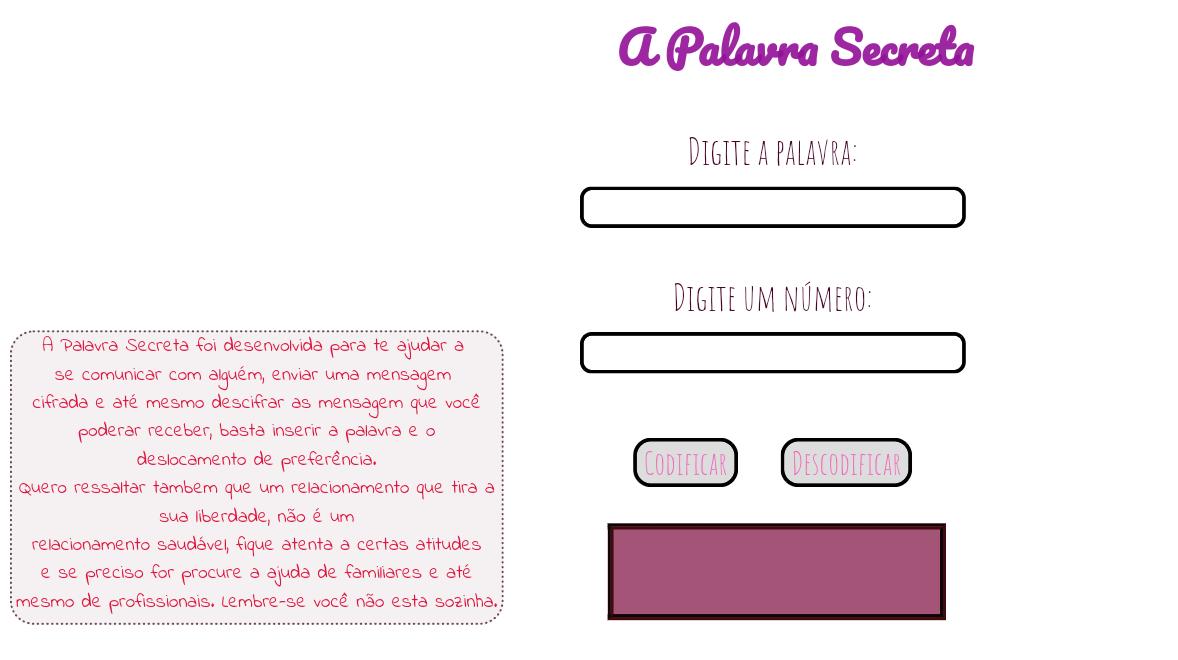 A Palavra Secreta
Digite a palavra:
Digite um número:
Codificar
Descodificar
A Palavra Secreta foi desenvolvida para te ajudar a
se comunicar com alguém, enviar uma mensagem
cifrada e até mesmo descifrar as mensagem que você
poderar receber, basta inserir a palavra e o
deslocamento de preferência.
Quero ressaltar tambem que um relacionamento que tira a
sua liberdade, não é um
relacionamento saudável, fique atenta a certas atitudes
e se preciso for procure a ajuda de familiares e até
mesmo de profissionais. Lembre-se você não esta sozinha.